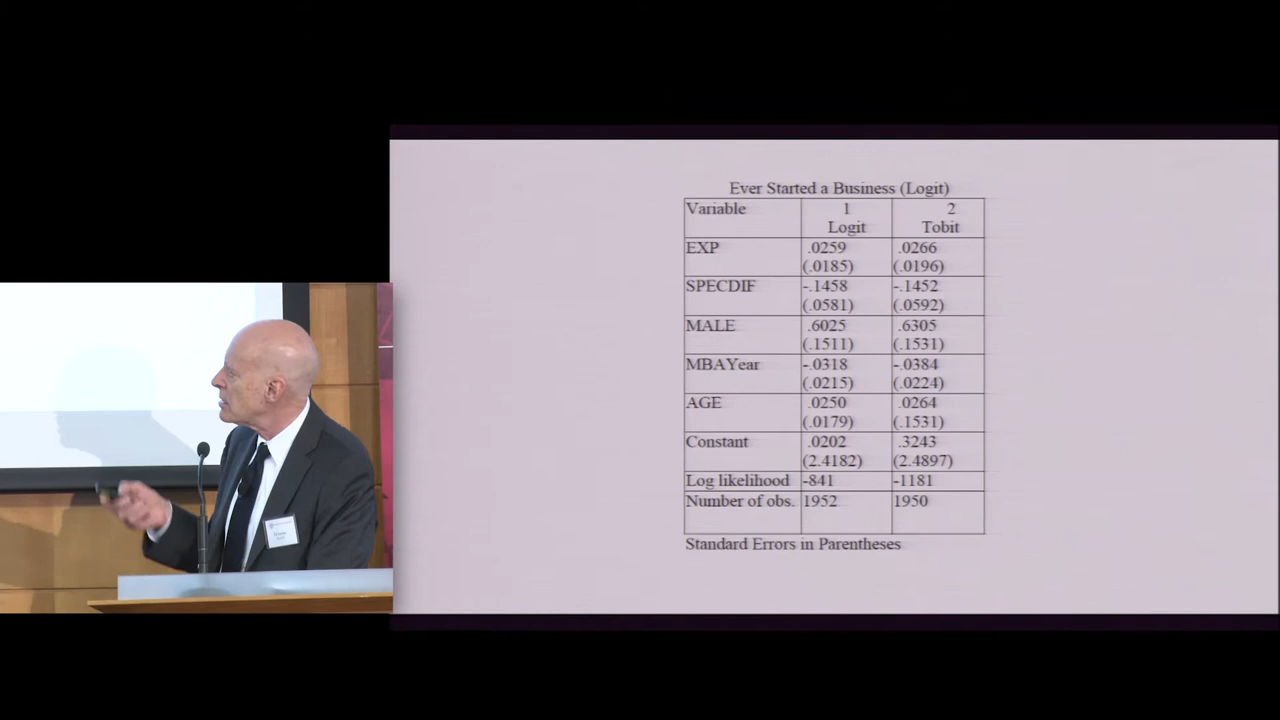 Ever Started a Business (Logit)
Variable 1 2
Logit Tobit
EXP .0259 .0266
(.0185) (.0196)
SPECDIF -.1458 -.1452
(.0581) (.0592)
MALE .6025 .6305
(.1511) (.1531)
MBAYear -.0318 -.0384
(.0215) (.0224)
AGE .0250 .0264
(.0179) (.1531)
Constant .0202 .3243
(2.4182) (2.4897)
Log likelihood -841 -1181
Number of obs. 1952 1950
Standard Errors in Parentheses